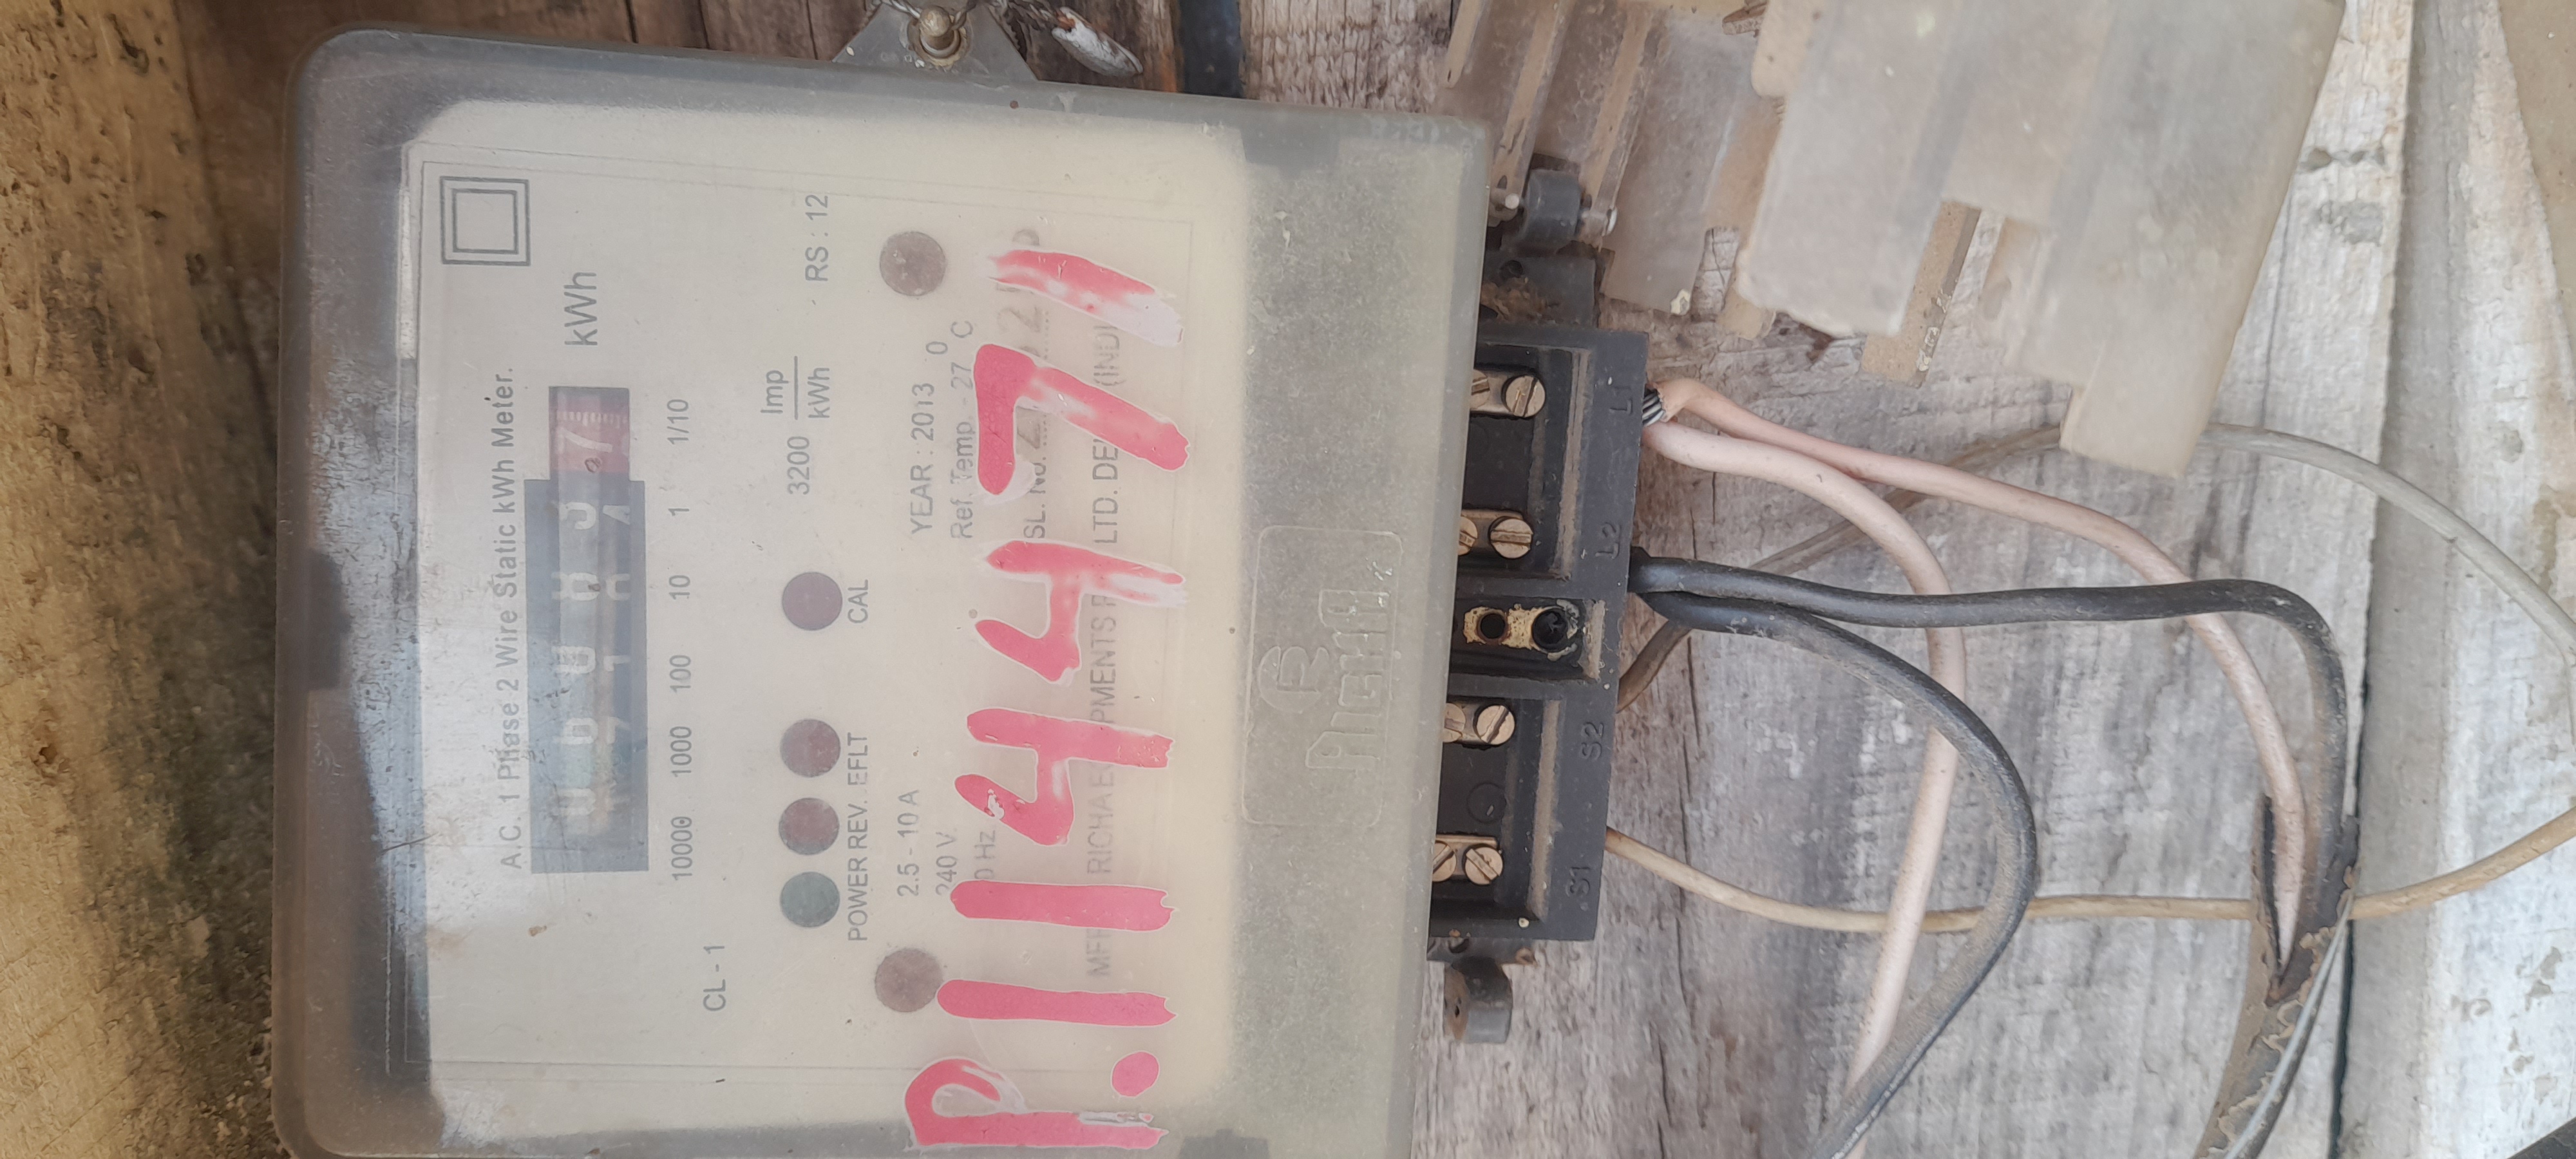 A.C. 1 Phase 2 Wire Static kWh Meter.
kWh
10000 1000 100 10 1 1/10
CL - 1
3200 Imp/kWh
RS : 12
POWER REV. EFLT CAL
2.5 - 10 A YEAR : 2013
240 V. Ref. Temp - 27 °C
Hz SL. No.
P.114471
RICHA LTD.
S1 S2 L2 L1